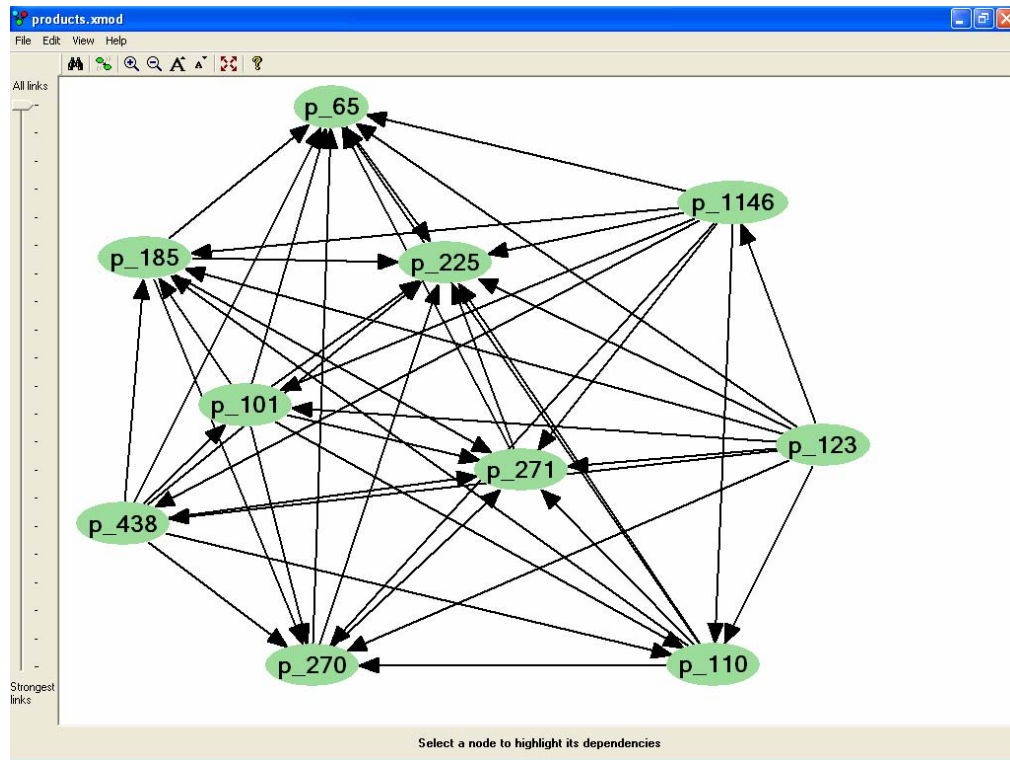 products.xmod
File Edit View Help
A A ?
All links
p_65
p_1146
p_185
p_225
p_101
p_123
p_271
p_438
p_270
p_110
Strongest
links
Select a node to highlight its dependencies